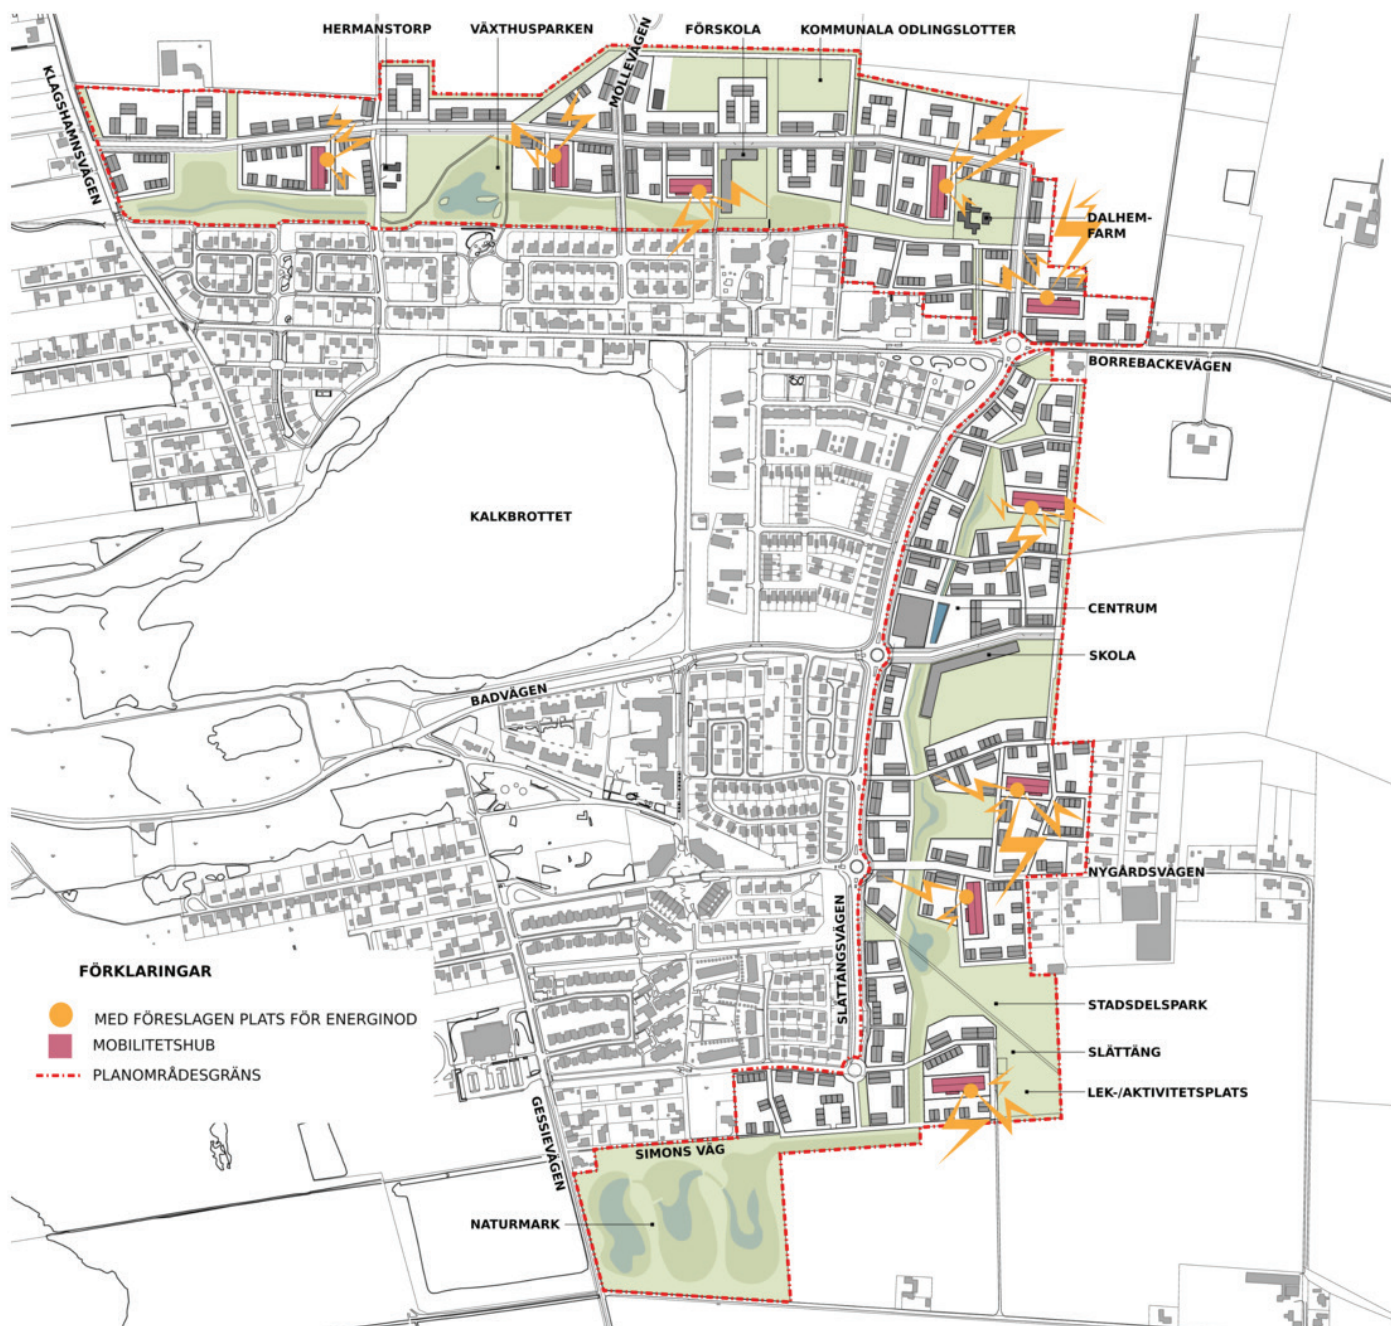 HERMANSTORP
VÄXTHUSPARKEN
MÖLLEVÄGEN
FÖRSKOLA
KOMMUNALA ODLINGSLOTTER
KLAGSHAMNSVÄGEN
DALHEM-
FARM
BORREBACKEVÄGEN
KALKBROTTET
CENTRUM
SKOLA
BADVÄGEN
NYGÅRDSVÄGEN
SLÄTTÄNGSVÄGEN
FÖRKLARINGAR
MED FÖRESLAGEN PLATS FÖR ENERGINOD
MOBILITETSHUB
PLANOMRÅDESGRÄNS
STADSDELSPARK
SLÄTTÄNG
LEK-/AKTIVITETSPLATS
GESSIEVÄGEN
SIMONS VÄG
NATURMARK